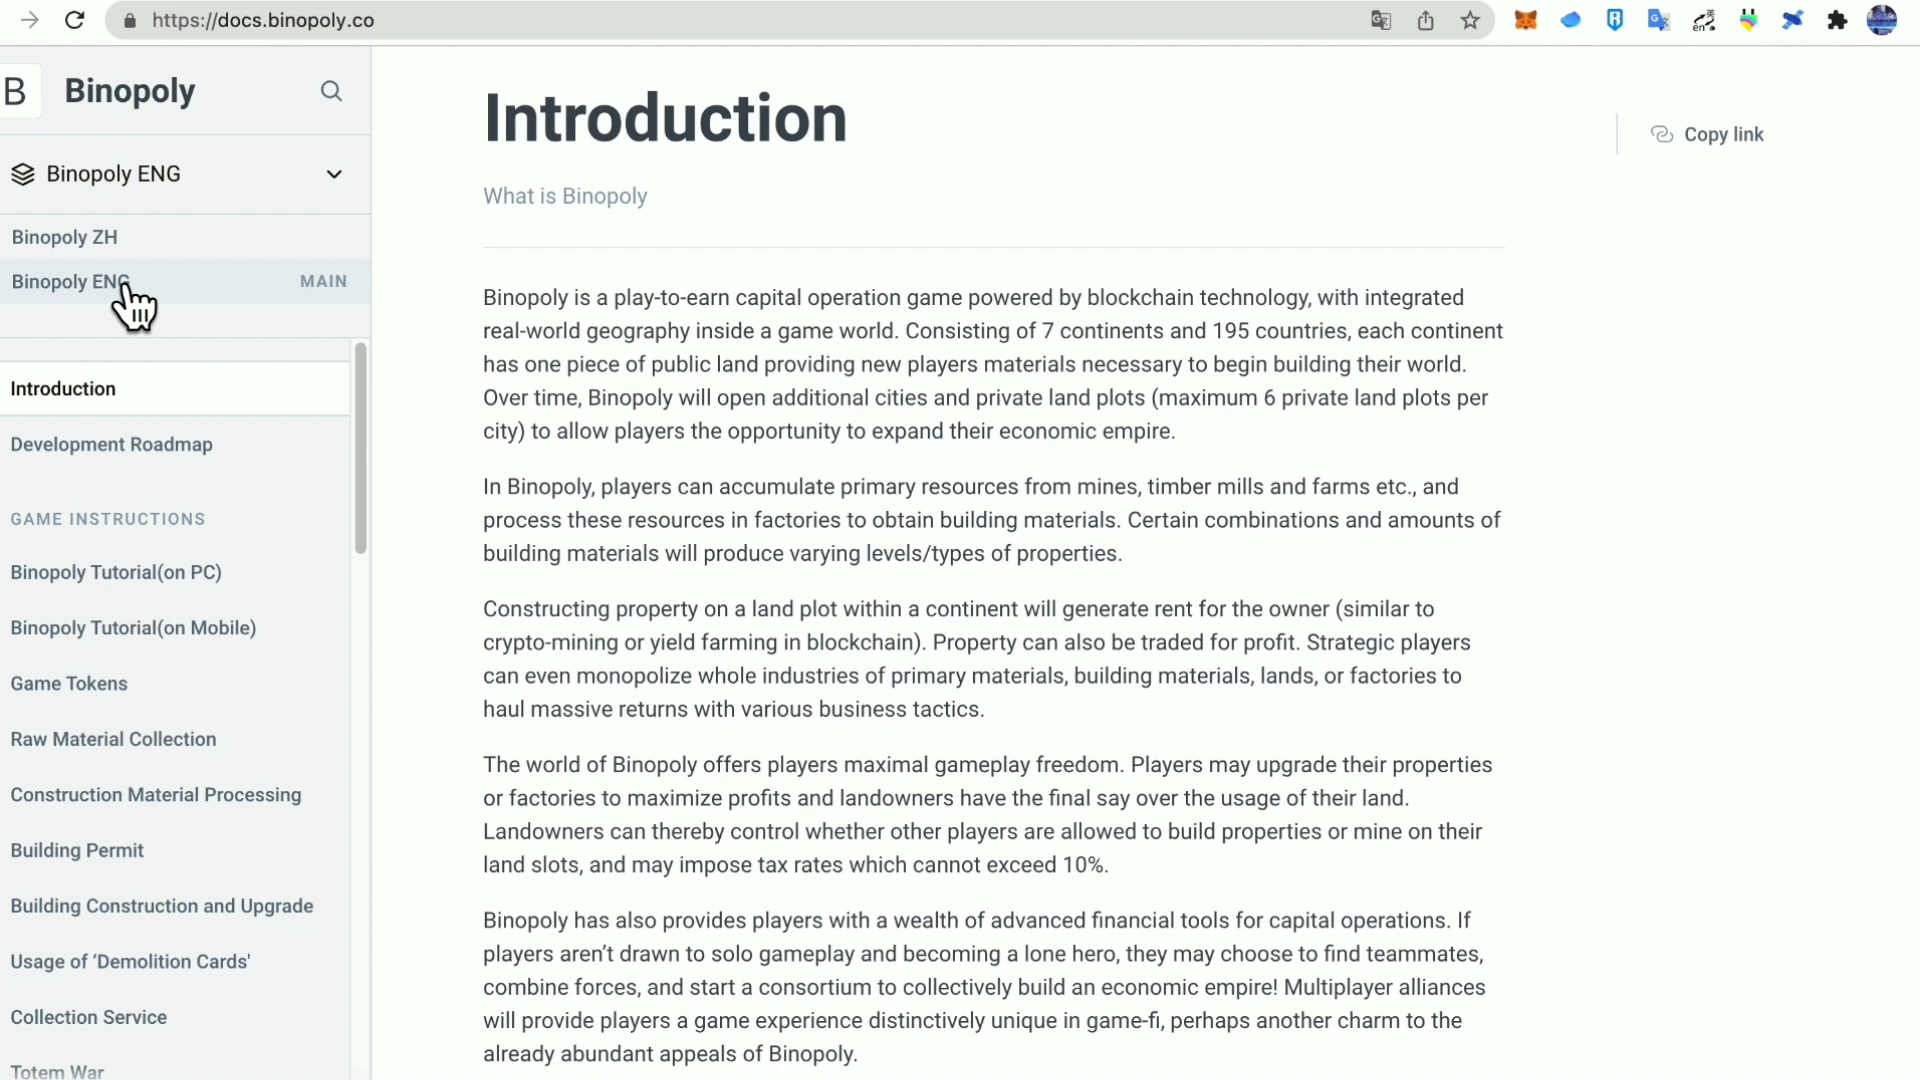 https://docs.binopoly.co
B
Binopoly
Binopoly ENG
Binopoly ZH
Binopoly ENG
MAIN
Introduction
Development Roadmap
GAME INSTRUCTIONS
Binopoly Tutorial(on PC)
Binopoly Tutorial(on Mobile)
Game Tokens
Raw Material Collection
Construction Material Processing
Building Permit
Building Construction and Upgrade
Usage of ‘Demolition Cards'
Collection Service
Totem War
Introduction
Copy link
What is Binopoly
Binopoly is a play-to-earn capital operation game powered by blockchain technology, with integrated
real-world geography inside a game world. Consisting of 7 continents and 195 countries, each continent
has one piece of public land providing new players materials necessary to begin building their world.
Over time, Binopoly will open additional cities and private land plots (maximum 6 private land plots per
city) to allow players the opportunity to expand their economic empire.
In Binopoly, players can accumulate primary resources from mines, timber mills and farms etc., and
process these resources in factories to obtain building materials. Certain combinations and amounts of
building materials will produce varying levels/types of properties.
Constructing property on a land plot within a continent will generate rent for the owner (similar to
crypto-mining or yield farming in blockchain). Property can also be traded for profit. Strategic players
can even monopolize whole industries of primary materials, building materials, lands, or factories to
haul massive returns with various business tactics.
The world of Binopoly offers players maximal gameplay freedom. Players may upgrade their properties
or factories to maximize profits and landowners have the final say over the usage of their land.
Landowners can thereby control whether other players are allowed to build properties or mine on their
land slots, and may impose tax rates which cannot exceed 10%.
Binopoly has also provides players with a wealth of advanced financial tools for capital operations. If
players aren’t drawn to solo gameplay and becoming a lone hero, they may choose to find teammates,
combine forces, and start a consortium to collectively build an economic empire! Multiplayer alliances
will provide players a game experience distinctively unique in game-fi, perhaps another charm to the
already abundant appeals of Binopoly.